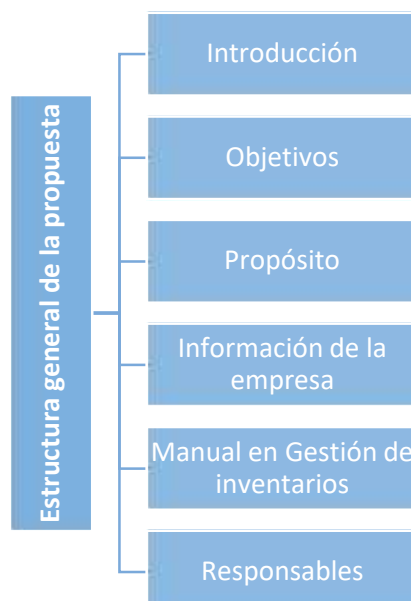 Estructura general de la propuesta
Introducción
Objetivos
Propósito
Información de la
empresa
Manual en Gestión de
inventarios
Responsables